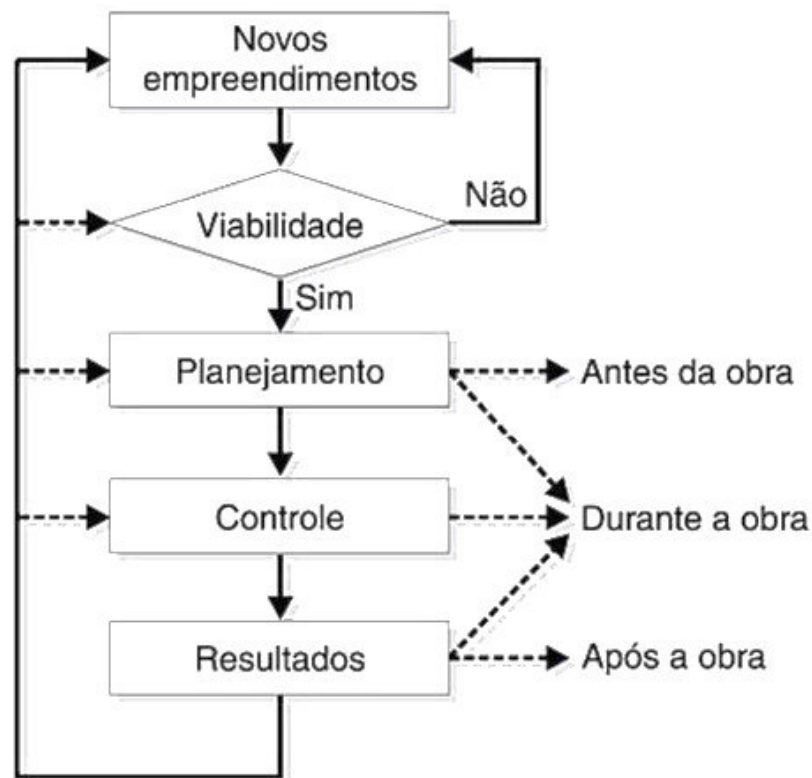 Novos
empreendimentos
Não
Viabilidade
Sim
Planejamento
Antes da obra
Controle
Durante a obra
Resultados
Após a obra